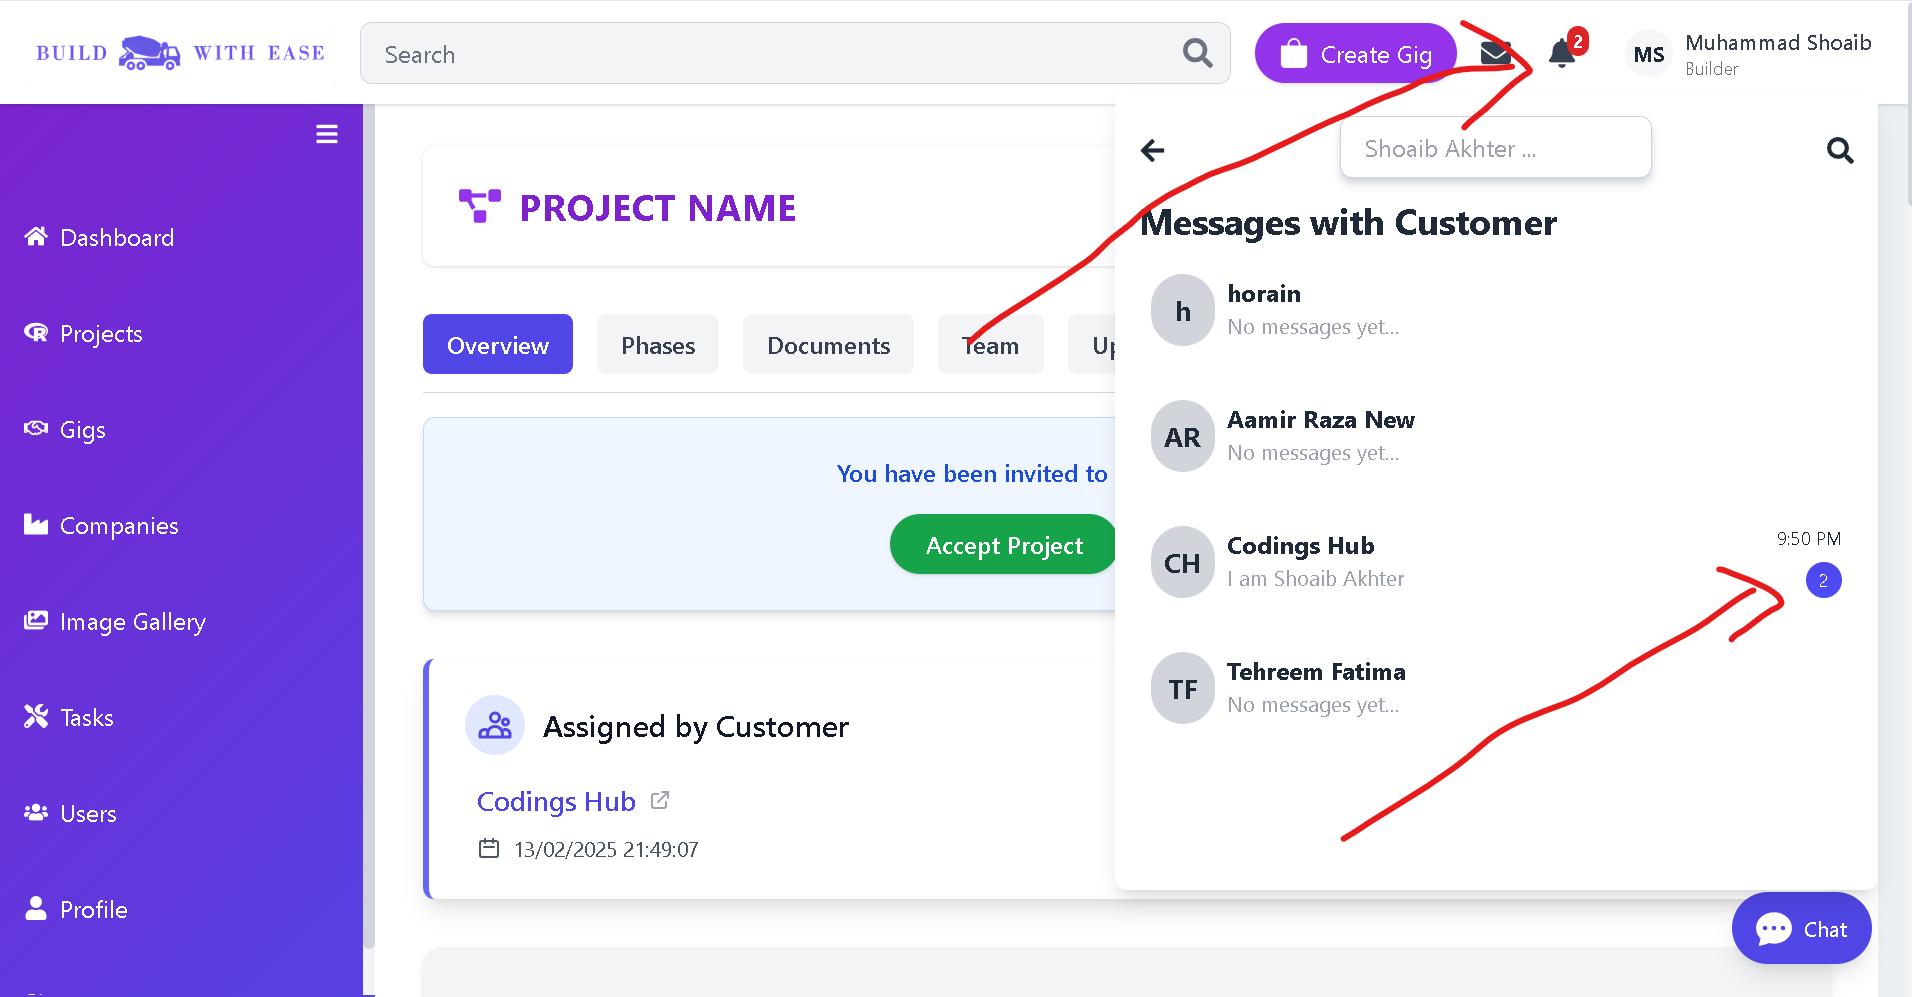 BUILD WITH EASE
Search
Create Gig
2
MS
Muhammad Shoaib
Builder
Dashboard
Projects
Gigs
Companies
Image Gallery
Tasks
Users
Profile
PROJECT NAME
Overview
Phases
Documents
Team
Up
You have been invited to
Accept Project
Assigned by Customer
Codings Hub
13/02/2025 21:49:07
Shoaib Akhter ...
Messages with Customer
h
horain
No messages yet...
AR
Aamir Raza New
No messages yet...
CH
Codings Hub
9:50 PM
I am Shoaib Akhter
2
TF
Tehreem Fatima
No messages yet...
Chat